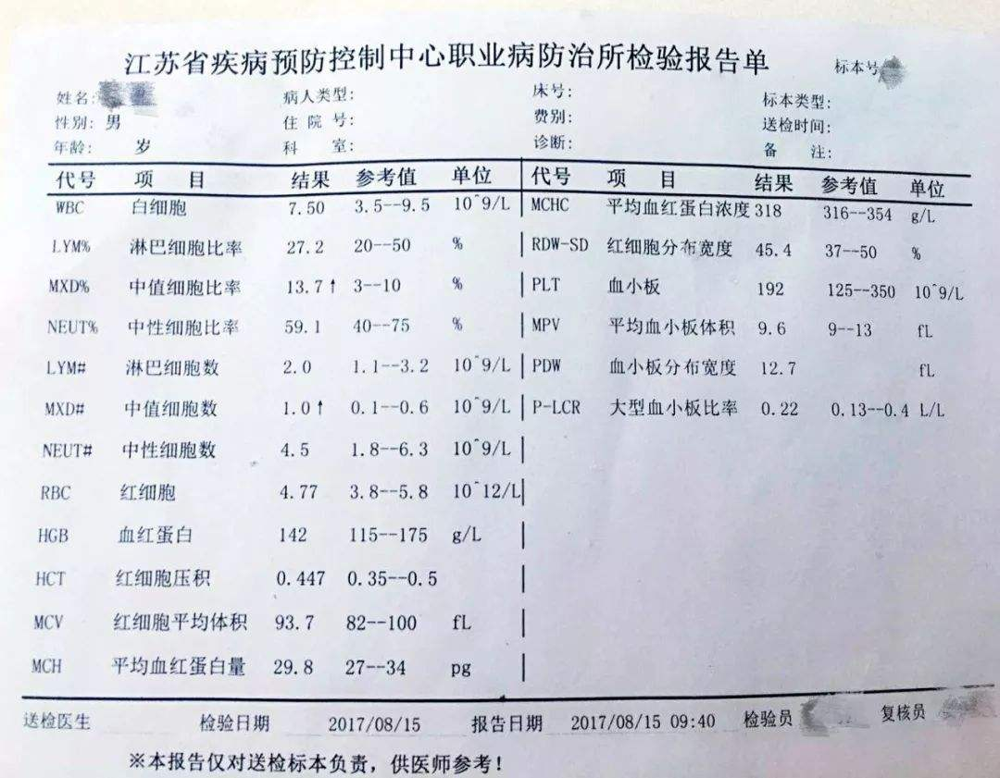 江苏省疾病预防控制中心职业病防治所检验报告单
标本号
姓名: 病人类型: 床号: 标本类型:
性别: 男 住院号: 费别: 送检时间:
年龄: 岁 科 室: 诊断: 备 注:
代号 项 目 结果 参考值 单位 代号 项 目 结果 参考值 单位
WBC 白细胞 7.50 3.5--9.5 10^9/L MCHC 平均血红蛋白浓度 318 316--354 g/L
LYM% 淋巴细胞比率 27.2 20--50 % RDW-SD 红细胞分布宽度 45.4 37--50 %
MXD% 中值细胞比率 13.7↑ 3--10 % PLT 血小板 192 125--350 10^9/L
NEUT% 中性细胞比率 59.1 40--75 % MPV 平均血小板体积 9.6 9--13 fL
LYM# 淋巴细胞数 2.0 1.1--3.2 10^9/L PDW 血小板分布宽度 12.7 fL
MXD# 中值细胞数 1.0↑ 0.1--0.6 10^9/L P-LCR 大型血小板比率 0.22 0.13--0.4 L/L
NEUT# 中性细胞数 4.5 1.8--6.3 10^9/L
RBC 红细胞 4.77 3.8--5.8 10^12/L
HGB 血红蛋白 142 115--175 g/L
HCT 红细胞压积 0.447 0.35--0.5
MCV 红细胞平均体积 93.7 82--100 fL
MCH 平均血红蛋白量 29.8 27--34 pg
送检医生 检验日期 2017/08/15 报告日期 2017/08/15 09:40 检验员 复核员
※本报告仅对送检标本负责，供医师参考！